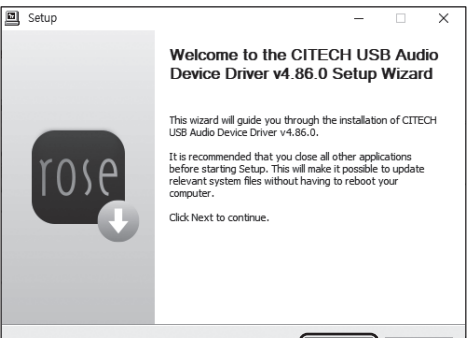 Setup
Welcome to the CITECH USB Audio
Device Driver v4.86.0 Setup Wizard
This wizard will guide you through the installation of CITECH
USB Audio Device Driver v4.86.0.
It is recommended that you close all other applications
before starting Setup. This will make it possible to update
relevant system files without having to reboot your
computer.
Click Next to continue.
rose